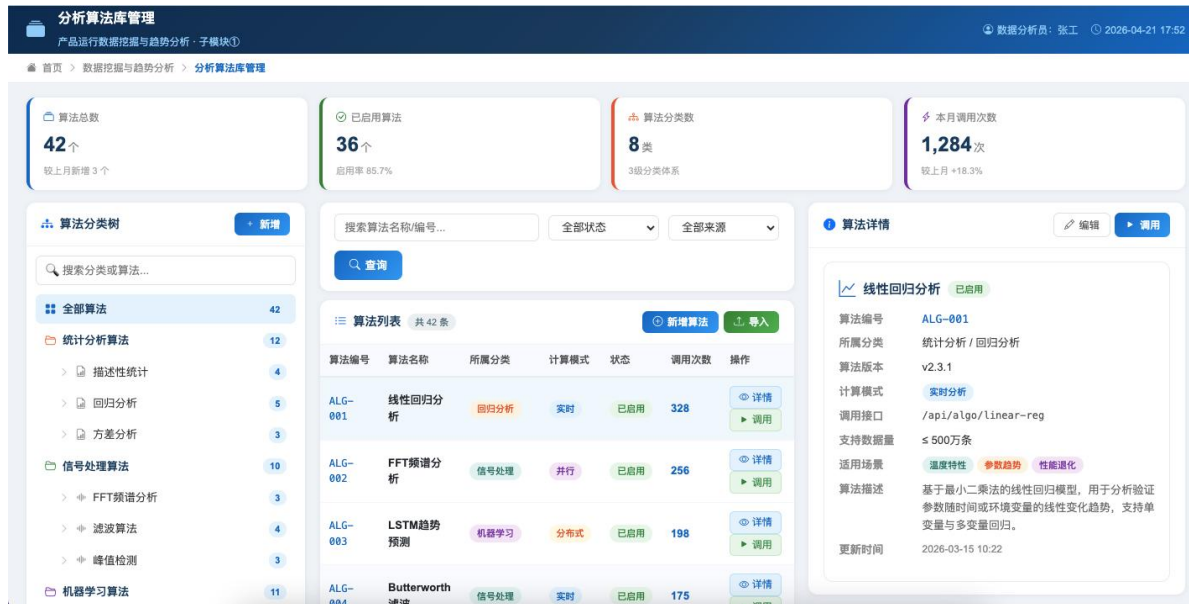 分析算法库管理
产品运行数据挖掘与趋势分析 · 子模块①
数据分析员：张工 2026-04-21 17:52
首页 > 数据挖掘与趋势分析 > 分析算法库管理
算法总数
42个
较上月新增 3 个
已启用算法
36个
启用率 85.7%
算法分类数
8类
3级分类体系
本月调用次数
1,284次
较上月 +18.3%
算法分类树
+ 新增
搜索分类或算法...
全部算法 42
统计分析算法 12
描述性统计 4
回归分析 5
方差分析 3
信号处理算法 10
FFT频谱分析 3
滤波算法 4
峰值检测 3
机器学习算法 11
搜索算法名称/编号...
全部状态
全部来源
查询
算法列表 共 42 条
新增算法
导入
算法编号 算法名称 所属分类 计算模式 状态 调用次数 操作
ALG-001 线性回归分析 回归分析 实时 已启用 328 详情 调用
ALG-002 FFT频谱分析 信号处理 并行 已启用 256 详情 调用
ALG-003 LSTM趋势预测 机器学习 分布式 已启用 198 详情 调用
ALG- Butterworth 信号处理 实时 已启用 175 详情
算法详情
编辑
调用
线性回归分析 已启用
算法编号 ALG-001
所属分类 统计分析 / 回归分析
算法版本 v2.3.1
计算模式 实时分析
调用接口 /api/algo/linear-reg
支持数据量 ≤ 500万条
适用场景 温度特性 参数趋势 性能退化
算法描述 基于最小二乘法的线性回归模型，用于分析验证
参数随时间或环境变量的线性变化趋势，支持单
变量与多变量回归。
更新时间 2026-03-15 10:22